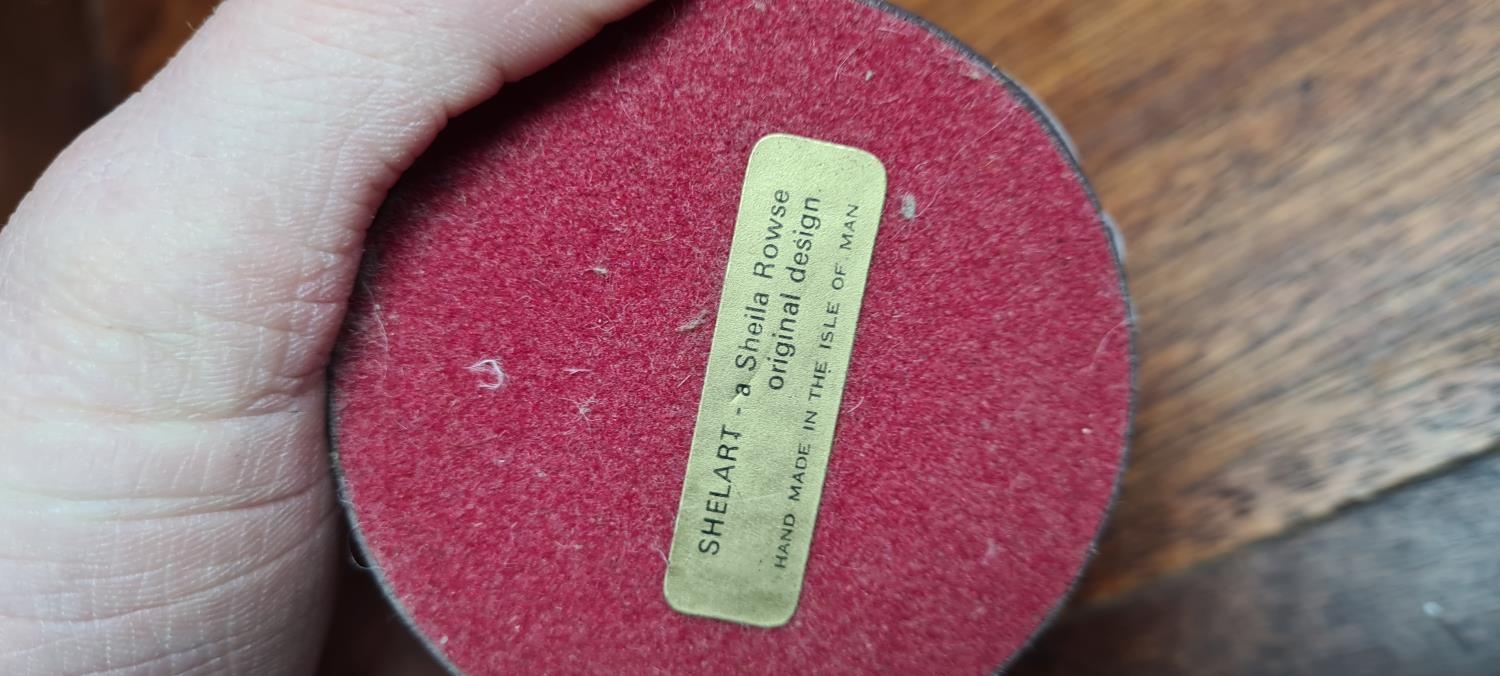 SHELART - a Sheila Rowse
original design
HAND MADE IN THE ISLE OF MAN